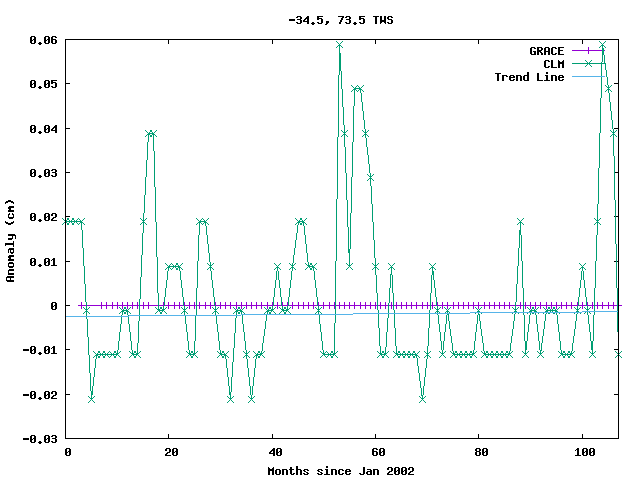 -34.5, 73.5 TWS
GRACE
CLM
Trend Line
0.06
0.05
0.04
0.03
0.02
0.01
0
-0.01
-0.02
-0.03
Anomaly (cm)
0 20 40 60 80 100
Months since Jan 2002